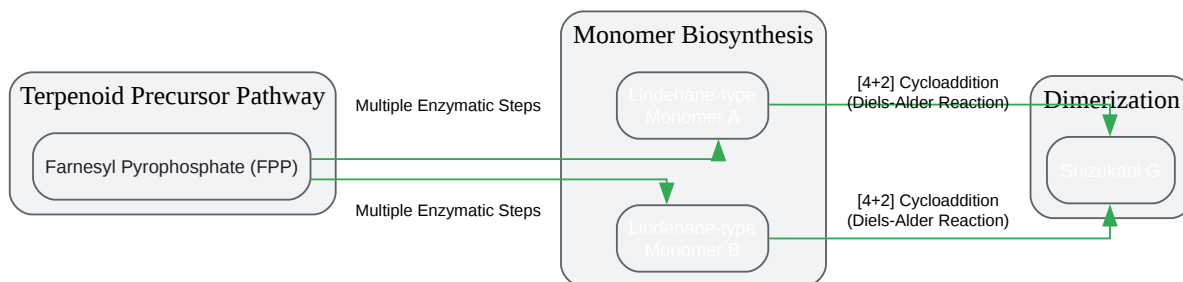 Terpenoid Precursor Pathway
Farnesyl Pyrophosphate (FPP)
Multiple Enzymatic Steps
Multiple Enzymatic Steps
Monomer Biosynthesis
Lindenane-type
Monomer A
Lindenane-type
Monomer B
[4+2] Cycloaddition
(Diels-Alder Reaction)
[4+2] Cycloaddition
(Diels-Alder Reaction)
Dimerization
Shizukaol G